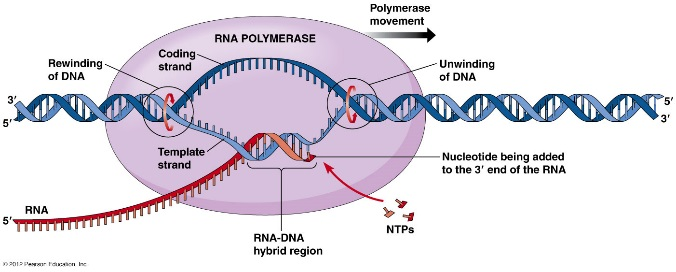 Polymerase
movement
RNA POLYMERASE
Coding
strand
Rewinding
of DNA
Unwinding
of DNA
3′
5′
5′
3′
Template
strand
Nucleotide being added
to the 3′ end of the RNA
RNA
5′
NTPs
RNA-DNA
hybrid region
© 2012 Pearson Education, Inc.